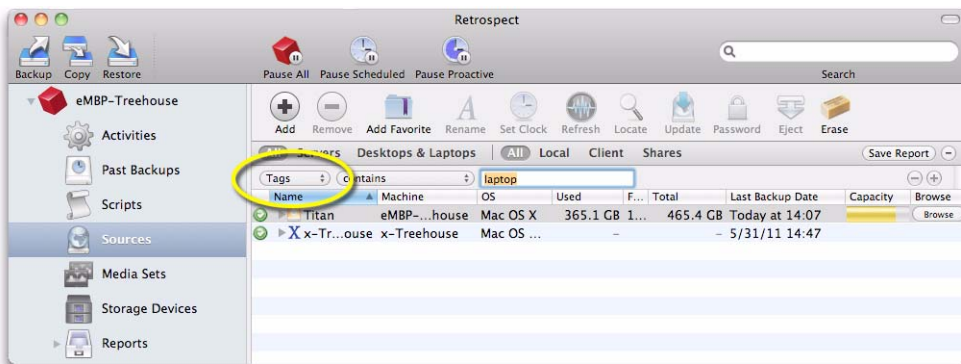 Retrospect
Backup Copy Restore Pause All Pause Scheduled Pause Proactive Search
eMBP-Treehouse
Activities
Past Backups
Scripts
Sources
Media Sets
Storage Devices
Reports
Add Remove Add Favorite Rename Set Clock Refresh Locate Update Password Eject Erase
All Servers Desktops & Laptops All Local Client Shares Save Report
Tags contains laptop
Name Machine OS Used F... Total Last Backup Date Capacity Browse
Titan eMBP-...house Mac OS X 365.1 GB 1... 465.4 GB Today at 14:07 Browse
x-Tr...ouse x-Treehouse Mac OS ... - - 5/31/11 14:47